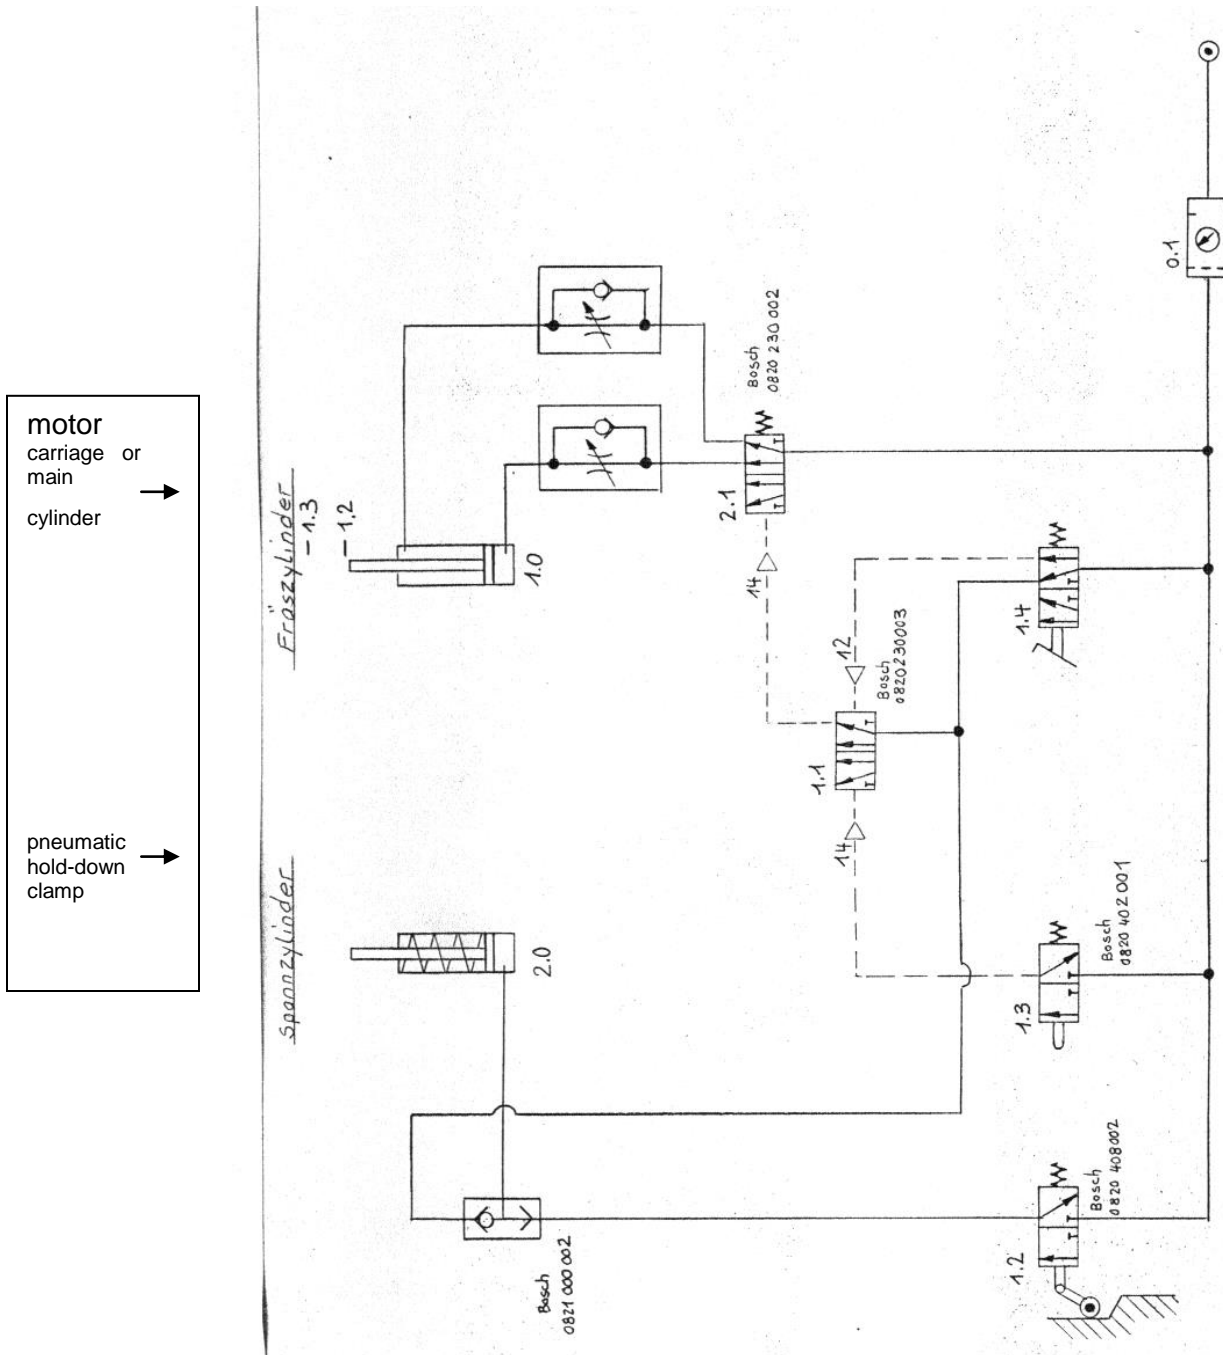 motor
carriage or
main
cylinder
pneumatic
hold-down
clamp
Fräszylinder
- 1.3
- 1.2
1.0
Spannzylinder
2.0
Bosch
0820 230 002
2.1
14
12
Bosch
0820230003
1.1
14
1.4
0.1
Bosch
0820 402 001
1.3
Bosch
0820 408002
1.2
Bosch
0821 000 002